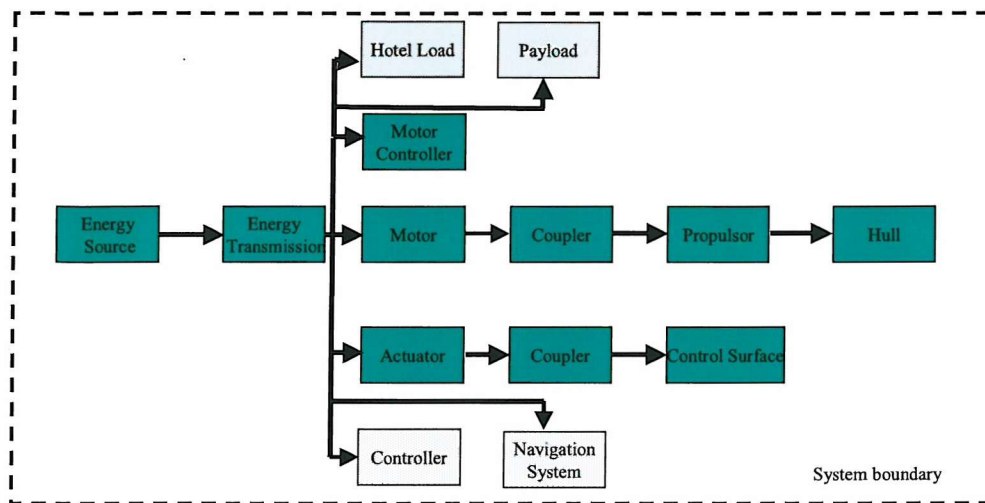 Hotel Load
Payload
Motor
Controller
Energy
Source
Energy
Transmission
Motor
Coupler
Propulsor
Hull
Actuator
Coupler
Control Surface
Controller
Navigation
System
System boundary